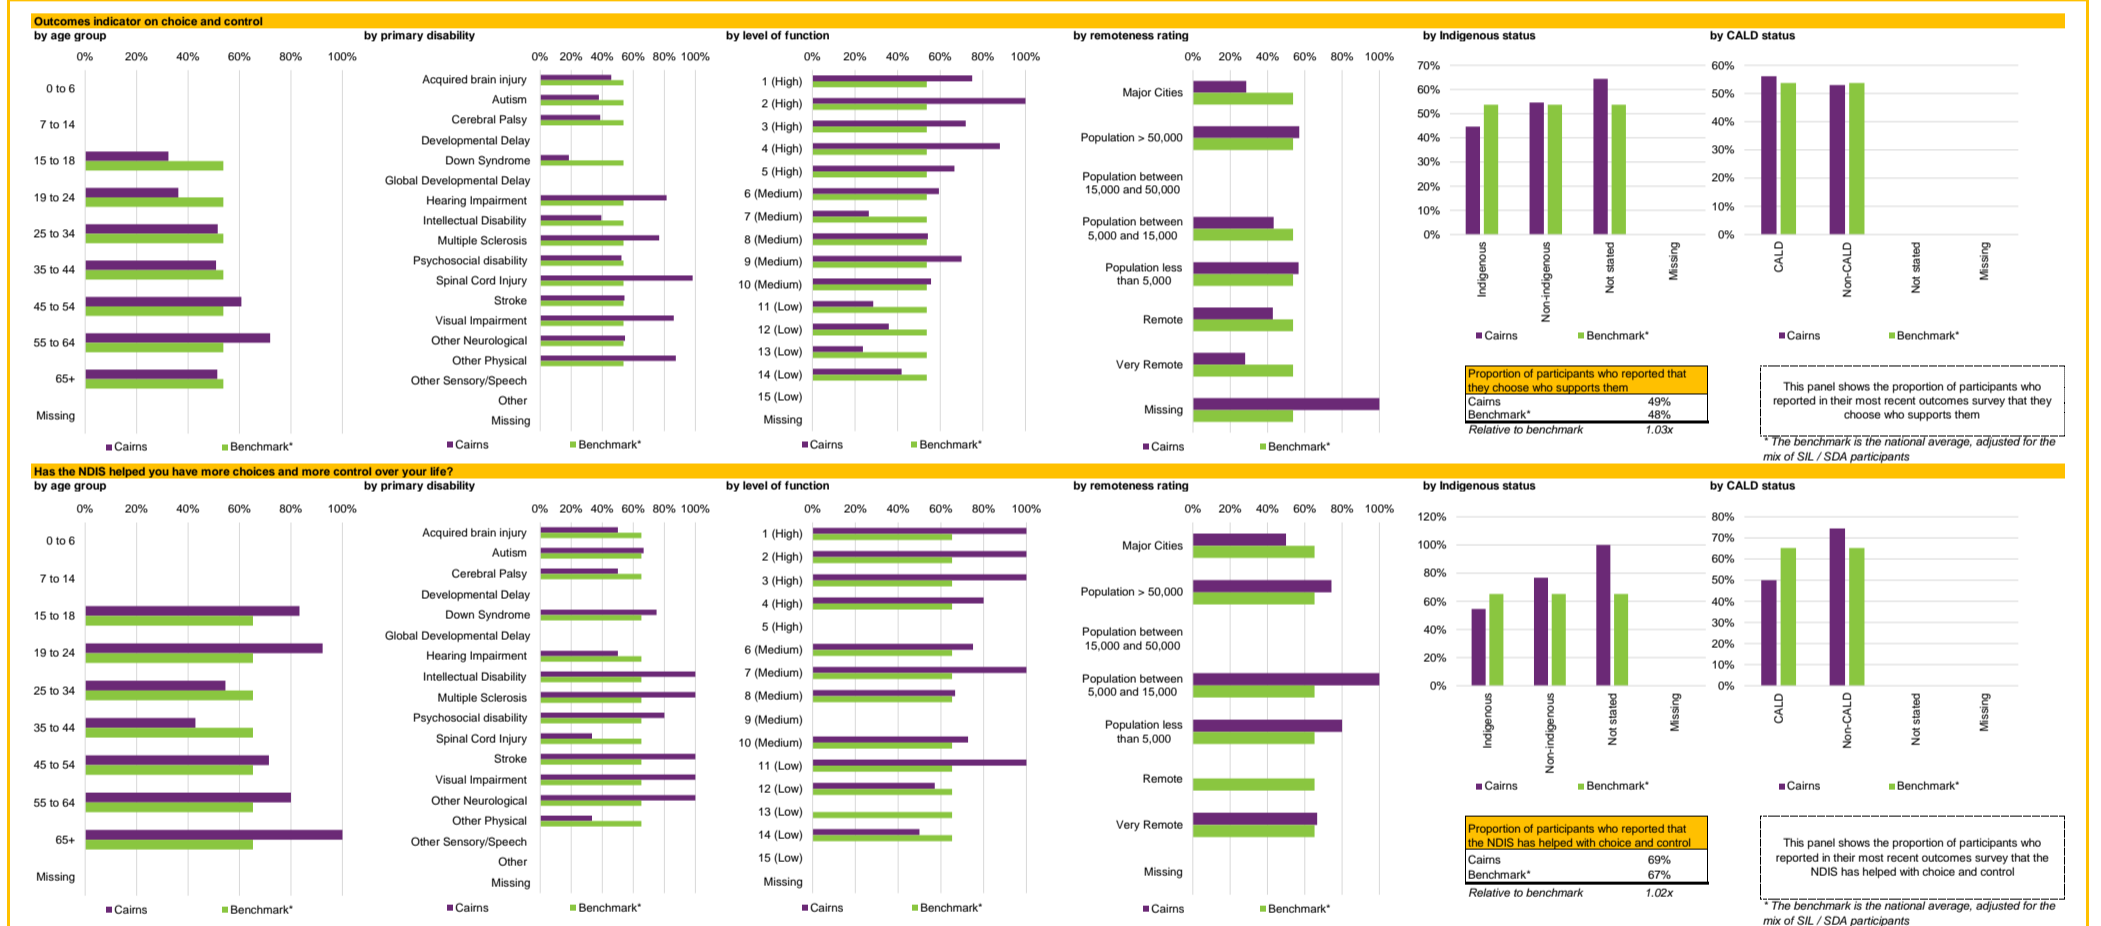 Outcomes indicator on choice and control
by age group
0% 20% 40% 60% 80% 100%
0 to 6
7 to 14
15 to 18
19 to 24
25 to 34
35 to 44
45 to 54
55 to 64
65+
Missing
Cairns Benchmark*
by primary disability
0% 20% 40% 60% 80% 100%
Acquired brain injury
Autism
Cerebral Palsy
Developmental Delay
Down Syndrome
Global Developmental Delay
Hearing Impairment
Intellectual Disability
Multiple Sclerosis
Psychosocial disability
Spinal Cord Injury
Stroke
Visual Impairment
Other Neurological
Other Physical
Other Sensory/Speech
Other
Missing
Cairns Benchmark*
by level of function
0% 20% 40% 60% 80% 100%
1 (High)
2 (High)
3 (High)
4 (High)
5 (High)
6 (Medium)
7 (Medium)
8 (Medium)
9 (Medium)
10 (Medium)
11 (Low)
12 (Low)
13 (Low)
14 (Low)
15 (Low)
Missing
Cairns Benchmark*
by remoteness rating
0% 20% 40% 60% 80% 100%
Major Cities
Population > 50,000
Population between
15,000 and 50,000
Population between
5,000 and 15,000
Population less
than 5,000
Remote
Very Remote
Missing
Cairns Benchmark*
by Indigenous status
70%
60%
50%
40%
30%
20%
10%
0%
Indigenous
Non-indigenous
Not stated
Missing
Cairns Benchmark*
by CALD status
60%
50%
40%
30%
20%
10%
0%
CALD
Non-CALD
Not stated
Missing
Cairns Benchmark*
Proportion of participants who reported that
they choose who supports them
Cairns 49%
Benchmark* 48%
Relative to benchmark 1.03x
This panel shows the proportion of participants who
reported in their most recent outcomes survey that they
choose who supports them
* The benchmark is the national average, adjusted for the
mix of SIL / SDA participants
Has the NDIS helped you have more choices and more control over your life?
by age group
0% 20% 40% 60% 80% 100%
0 to 6
7 to 14
15 to 18
19 to 24
25 to 34
35 to 44
45 to 54
55 to 64
65+
Missing
Cairns Benchmark*
by primary disability
0% 20% 40% 60% 80% 100%
Acquired brain injury
Autism
Cerebral Palsy
Developmental Delay
Down Syndrome
Global Developmental Delay
Hearing Impairment
Intellectual Disability
Multiple Sclerosis
Psychosocial disability
Spinal Cord Injury
Stroke
Visual Impairment
Other Neurological
Other Physical
Other Sensory/Speech
Other
Missing
Cairns Benchmark*
by level of function
0% 20% 40% 60% 80% 100%
1 (High)
2 (High)
3 (High)
4 (High)
5 (High)
6 (Medium)
7 (Medium)
8 (Medium)
9 (Medium)
10 (Medium)
11 (Low)
12 (Low)
13 (Low)
14 (Low)
15 (Low)
Missing
Cairns Benchmark*
by remoteness rating
0% 20% 40% 60% 80% 100%
Major Cities
Population > 50,000
Population between
15,000 and 50,000
Population between
5,000 and 15,000
Population less
than 5,000
Remote
Very Remote
Missing
Cairns Benchmark*
by Indigenous status
120%
100%
80%
60%
40%
20%
0%
Indigenous
Non-indigenous
Not stated
Missing
Cairns Benchmark*
by CALD status
80%
70%
60%
50%
40%
30%
20%
10%
0%
CALD
Non-CALD
Not stated
Missing
Cairns Benchmark*
Proportion of participants who reported that
the NDIS has helped with choice and control
Cairns 69%
Benchmark* 67%
Relative to benchmark 1.02x
This panel shows the proportion of participants who
reported in their most recent outcomes survey that the
NDIS has helped with choice and control
* The benchmark is the national average, adjusted for the
mix of SIL / SDA participants